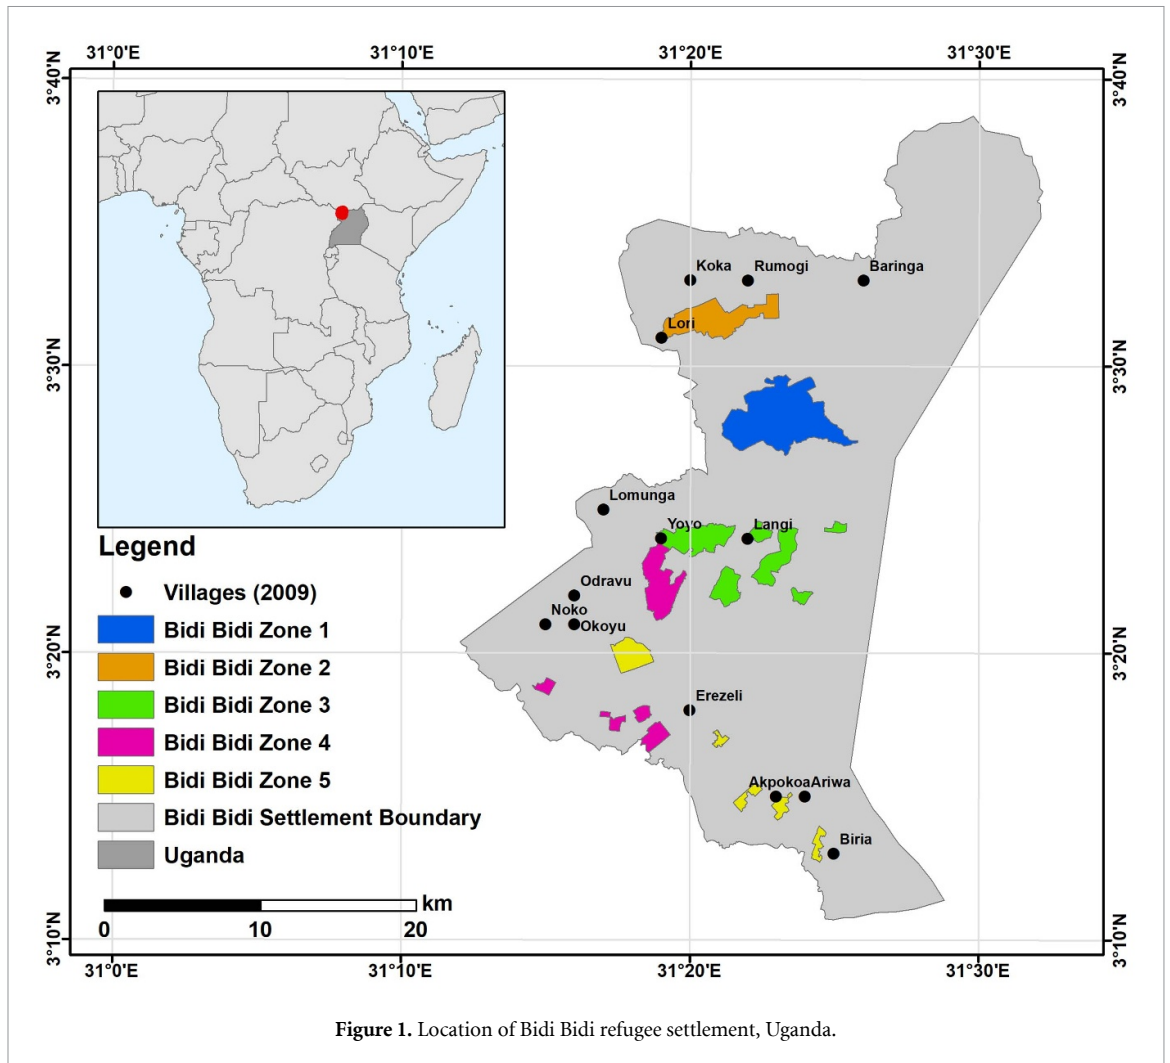 31°0'E 31°10'E 31°20'E 31°30'E
3°40'N 3°40'N
Koka Rumogi Baringa
Lori
3°30'N 3°30'N
Lomunga
Yoyo Langi
Legend
Villages (2009)
Odravu
Noko
Okoyu
Bidi Bidi Zone 1
3°20'N 3°20'N
Bidi Bidi Zone 2
Bidi Bidi Zone 3
Erezeli
Bidi Bidi Zone 4
Bidi Bidi Zone 5
Akpokoa Ariwa
Bidi Bidi Settlement Boundary
Biria
Uganda
km
0 10 20
3°10'N 3°10'N
31°0'E 31°10'E 31°20'E 31°30'E
Figure 1. Location of Bidi Bidi refugee settlement, Uganda.